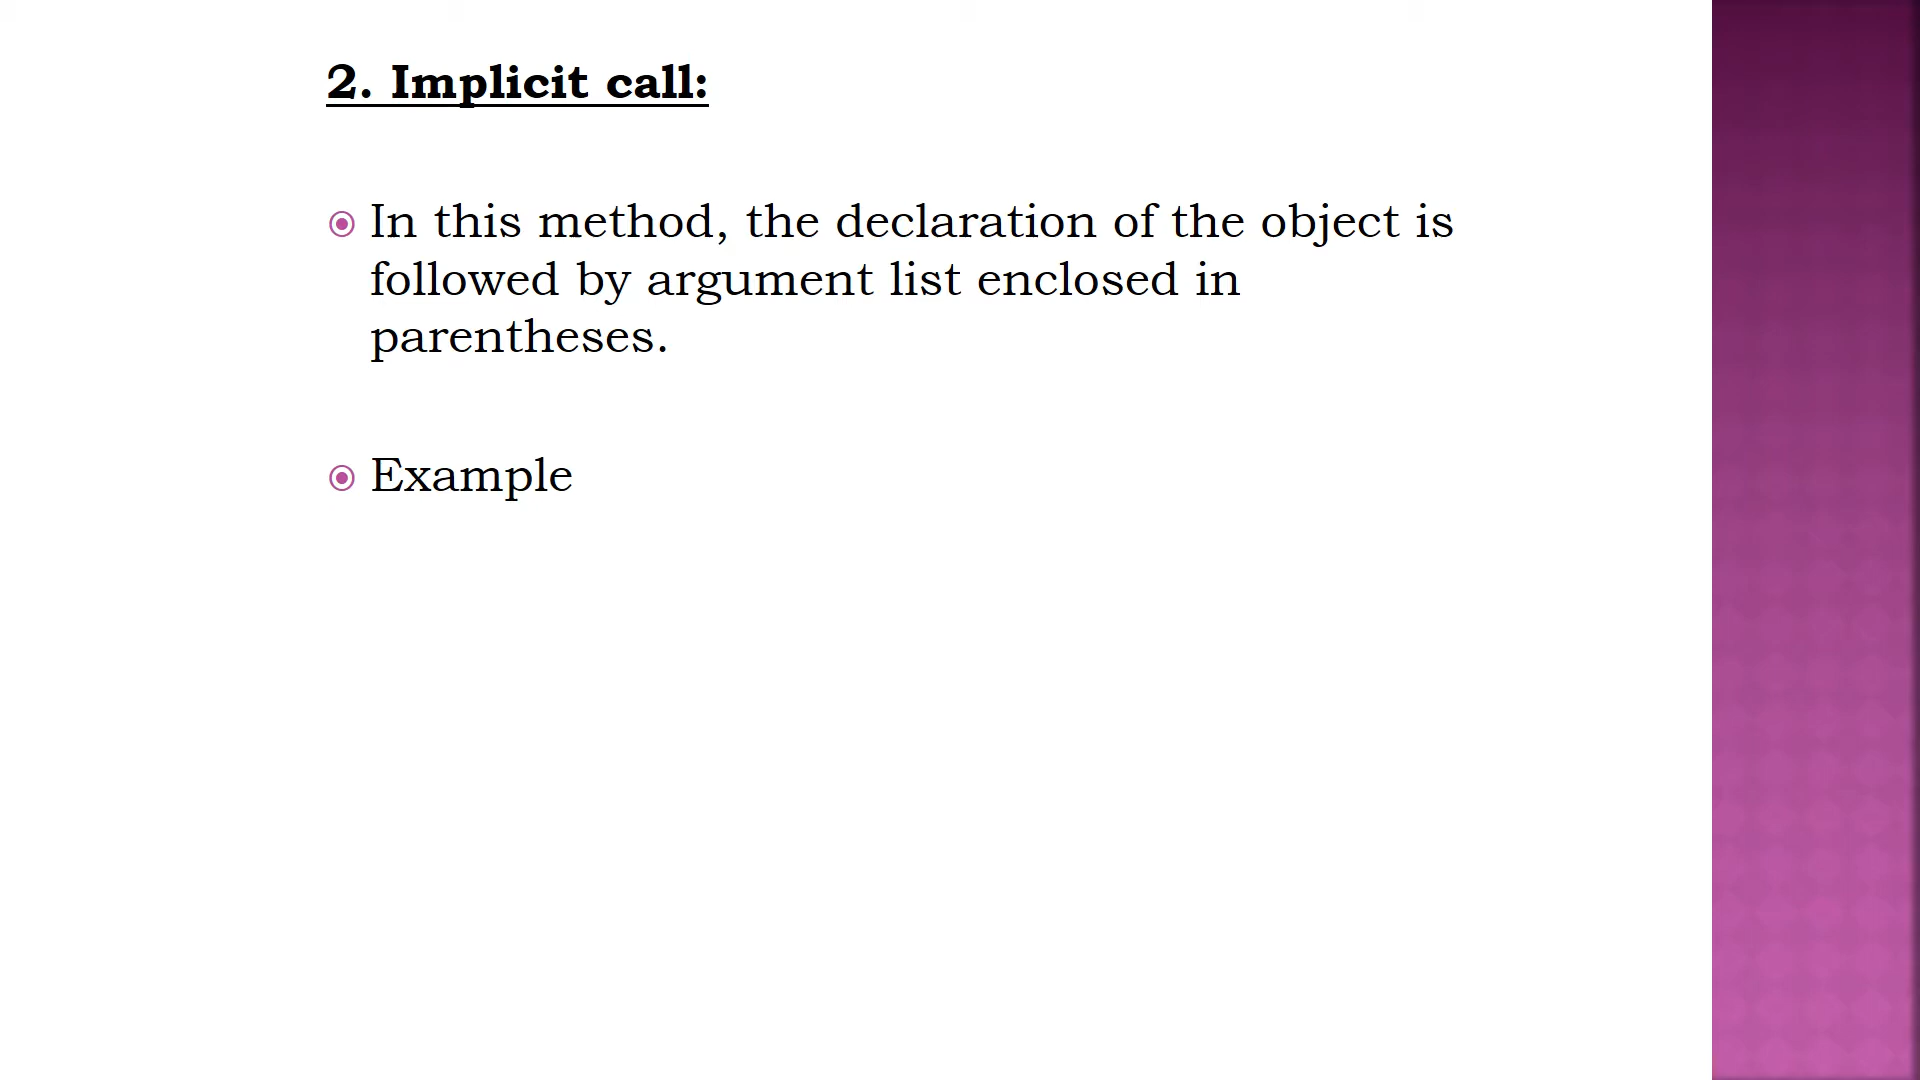 2. Implicit call:
In this method, the declaration of the object is
followed by argument list enclosed in
parentheses.
Example